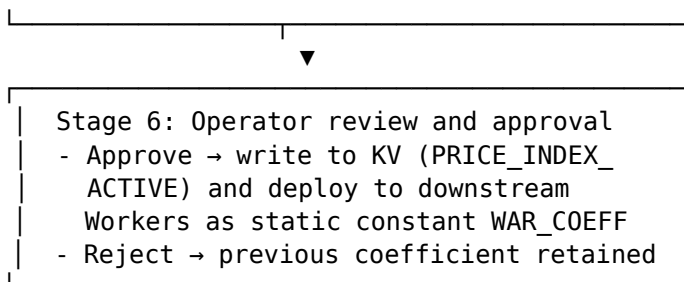 Stage 6: Operator review and approval
- Approve → write to KV (PRICE_INDEX_
ACTIVE) and deploy to downstream
Workers as static constant WAR_COEFF
- Reject → previous coefficient retained